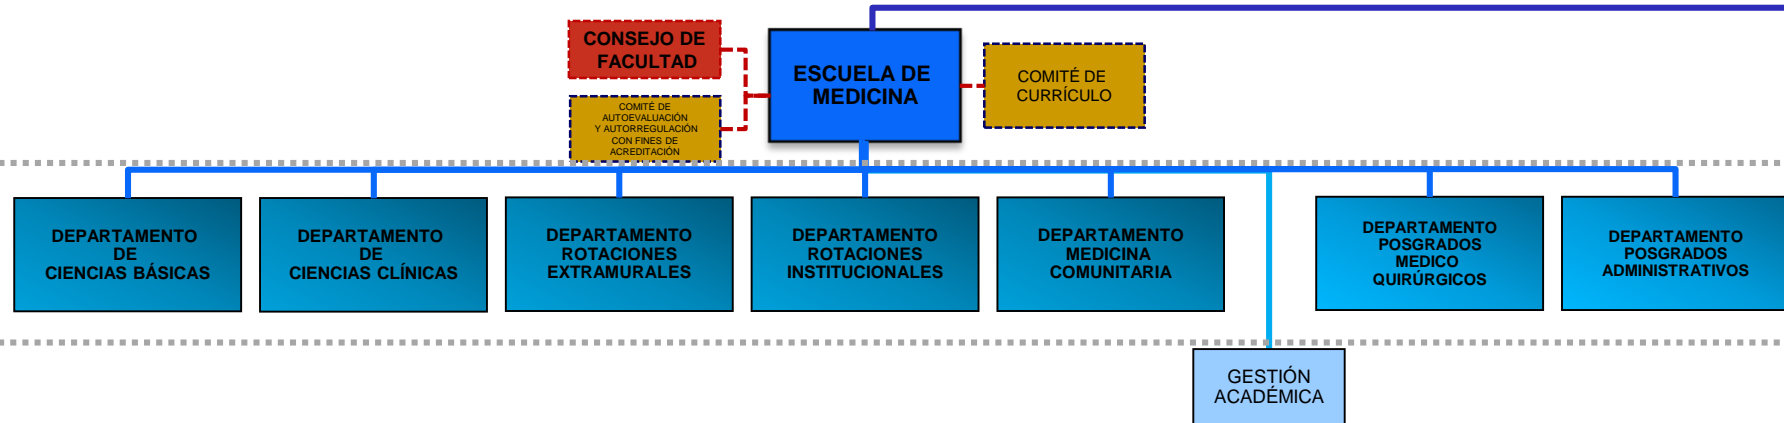 CONSEJO DE
FACULTAD
ESCUELA DE
MEDICINA
COMITÉ DE
CURRÍCULO
COMITÉ DE
AUTOEVALUACIÓN
Y AUTORREGULACIÓN
CON FINES DE
ACREDITACIÓN
DEPARTAMENTO
DE
CIENCIAS BÁSICAS
DEPARTAMENTO
DE
CIENCIAS CLÍNICAS
DEPARTAMENTO
ROTACIONES
EXTRAMURALES
DEPARTAMENTO
ROTACIONES
INSTITUCIONALES
DEPARTAMENTO
MEDICINA
COMUNITARIA
DEPARTAMENTO
POSGRADOS
MEDICO
QUIRÚRGICOS
DEPARTAMENTO
POSGRADOS
ADMINISTRATIVOS
GESTIÓN
ACADÉMICA